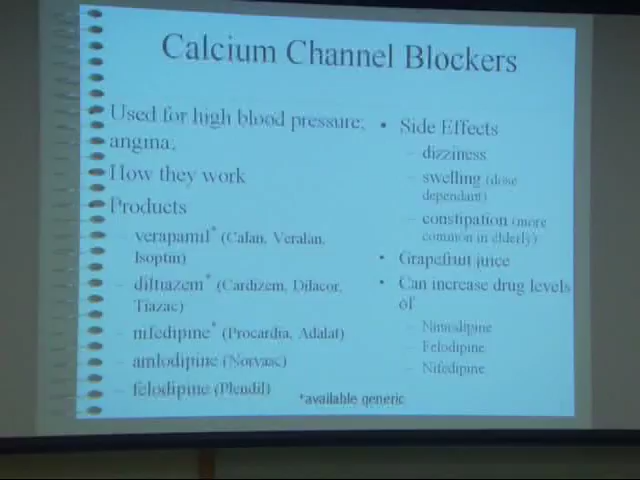 Calcium Channel Blockers
Used for high blood pressure,
angina,
How they work
Products
– verapamil* (Calan, Veralan,
Isoptin)
– diltiazem* (Cardizem, Dilacor,
Tiazac)
– nifedipine* (Procardia, Adalat)
– amlodipine (Norvasc)
– felodipine (Plendil)
• Side Effects
– dizziness
– swelling (dose
dependant)
– constipation (more
common in elderly)
• Grapefruit juice
• Can increase drug levels
of
– Nimodipine
– Felodipine
– Nifedipine
*available generic